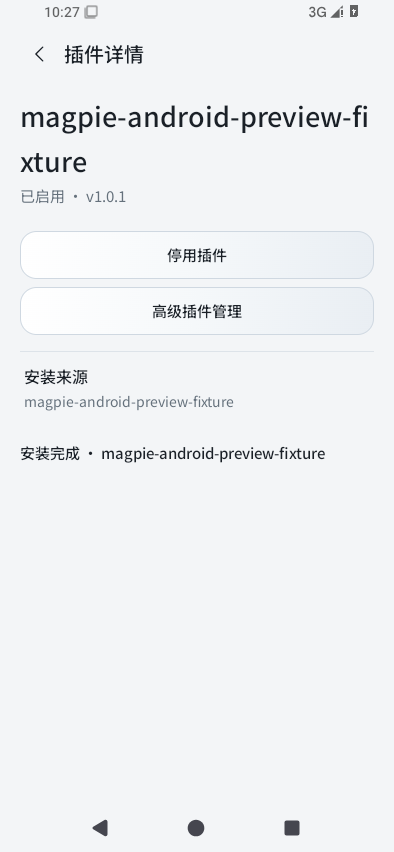 10:27
3G
插件详情
magpie-android-preview-fi
xture
已启用 · v1.0.1
停用插件
高级插件管理
安装来源
magpie-android-preview-fixture
安装完成 · magpie-android-preview-fixture